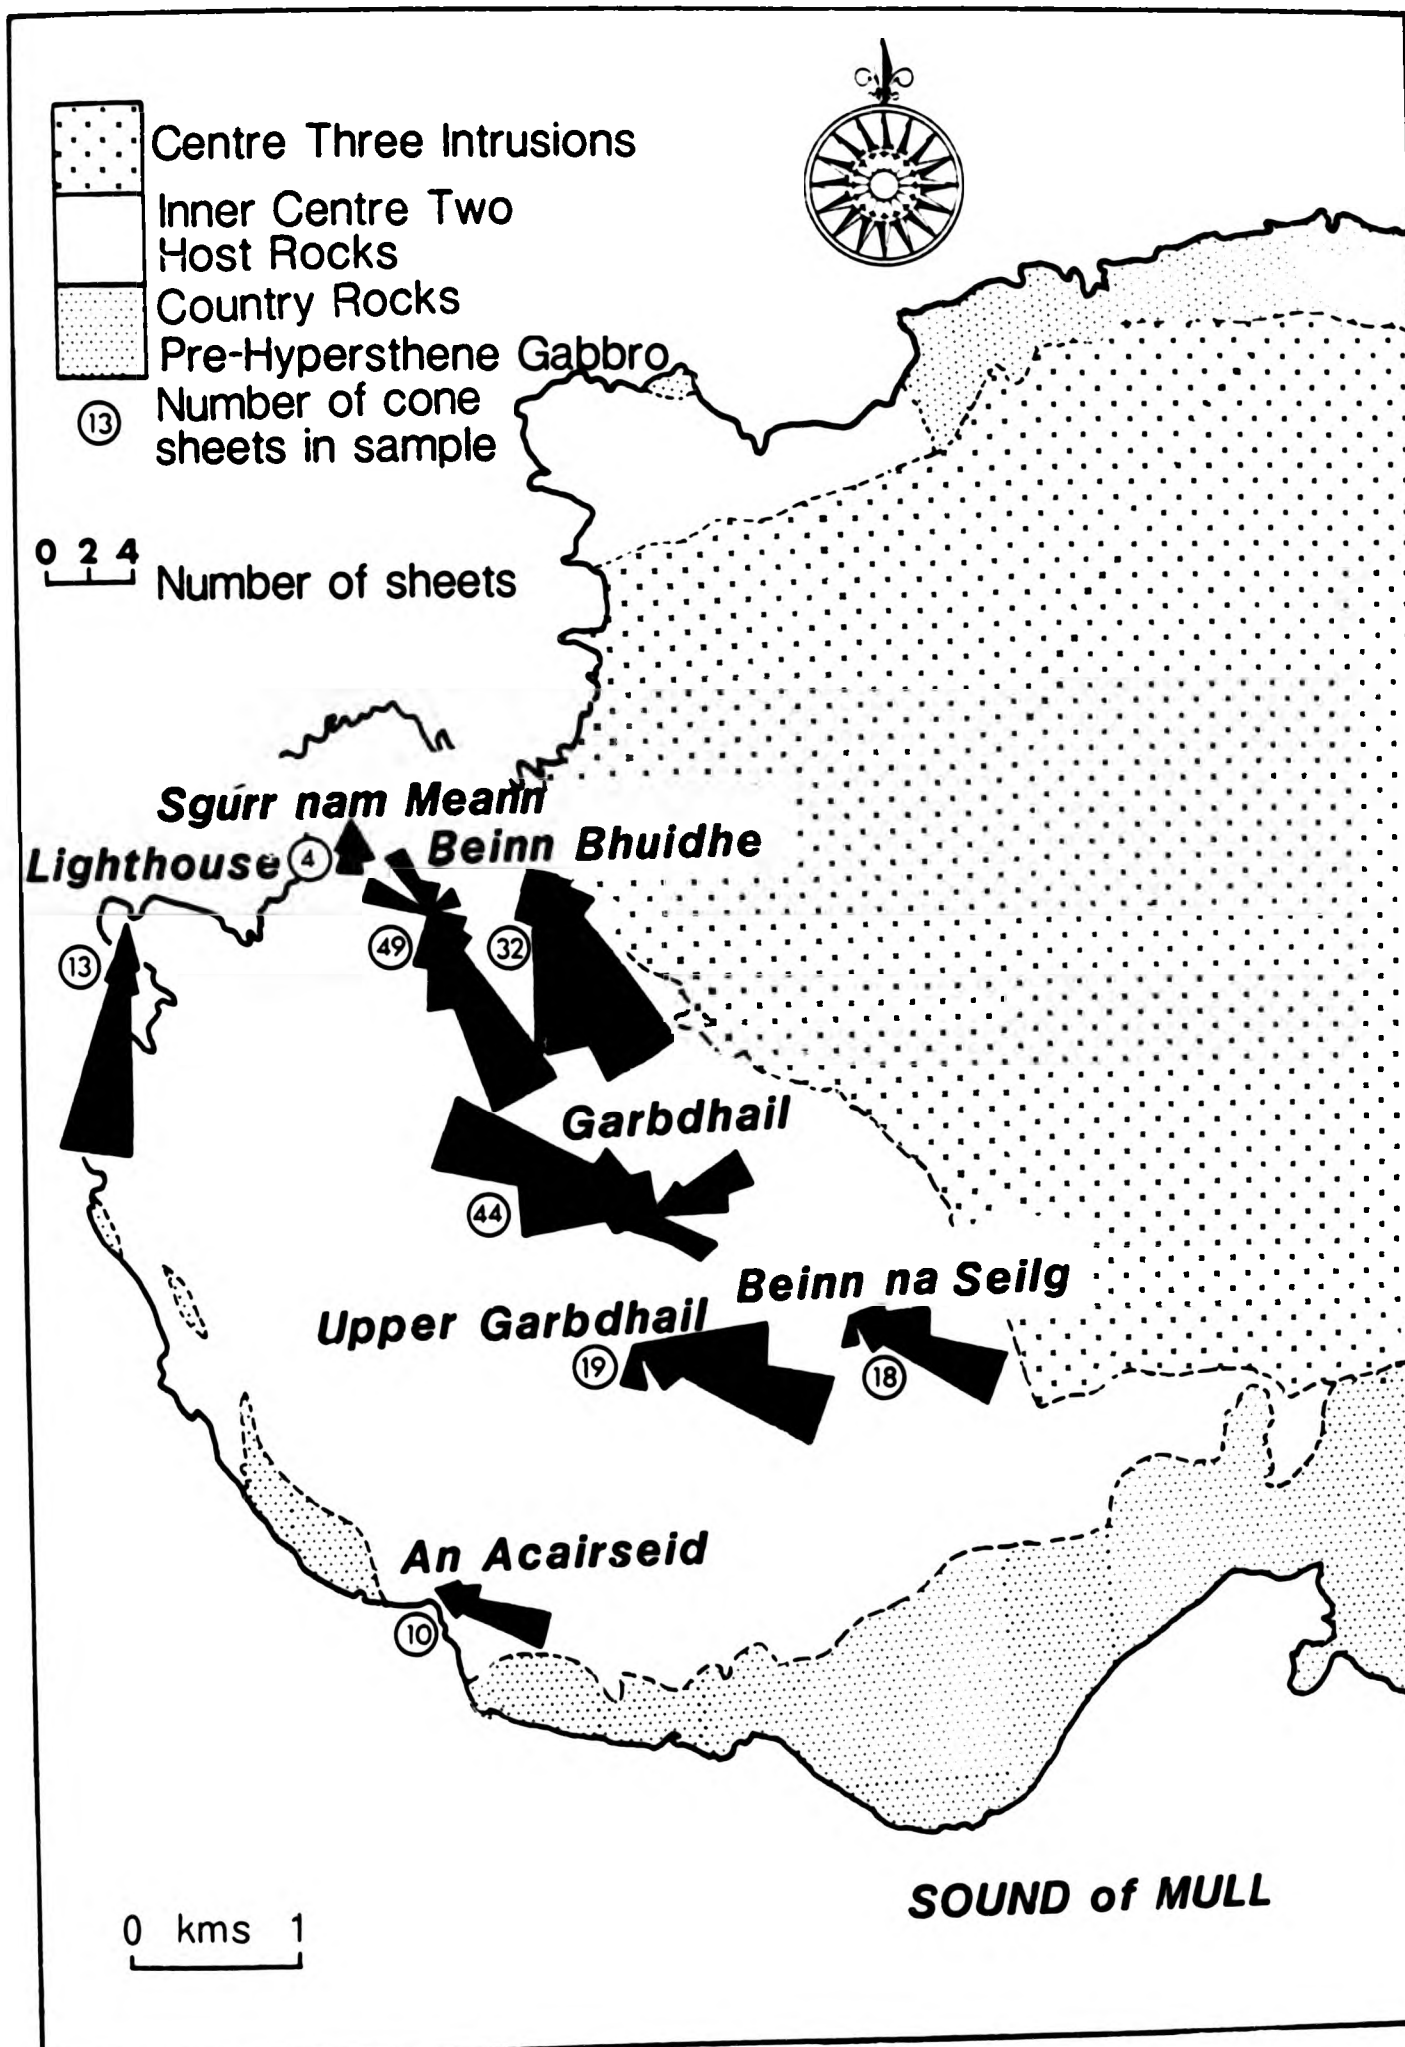 Centre Three Intrusions
Inner Centre Two
Host Rocks
Country Rocks
Pre-Hypersthene Gabbro
13
Number of cone
sheets in sample
0 2 4
Number of sheets
Sgurr nam Meann
Lighthouse
4
Beinn Bhuidhe
13
49
32
Garbdhail
44
Beinn na Seilg
Upper Garbdhail
19
18
An Acairseid
10
SOUND of MULL
0 kms 1